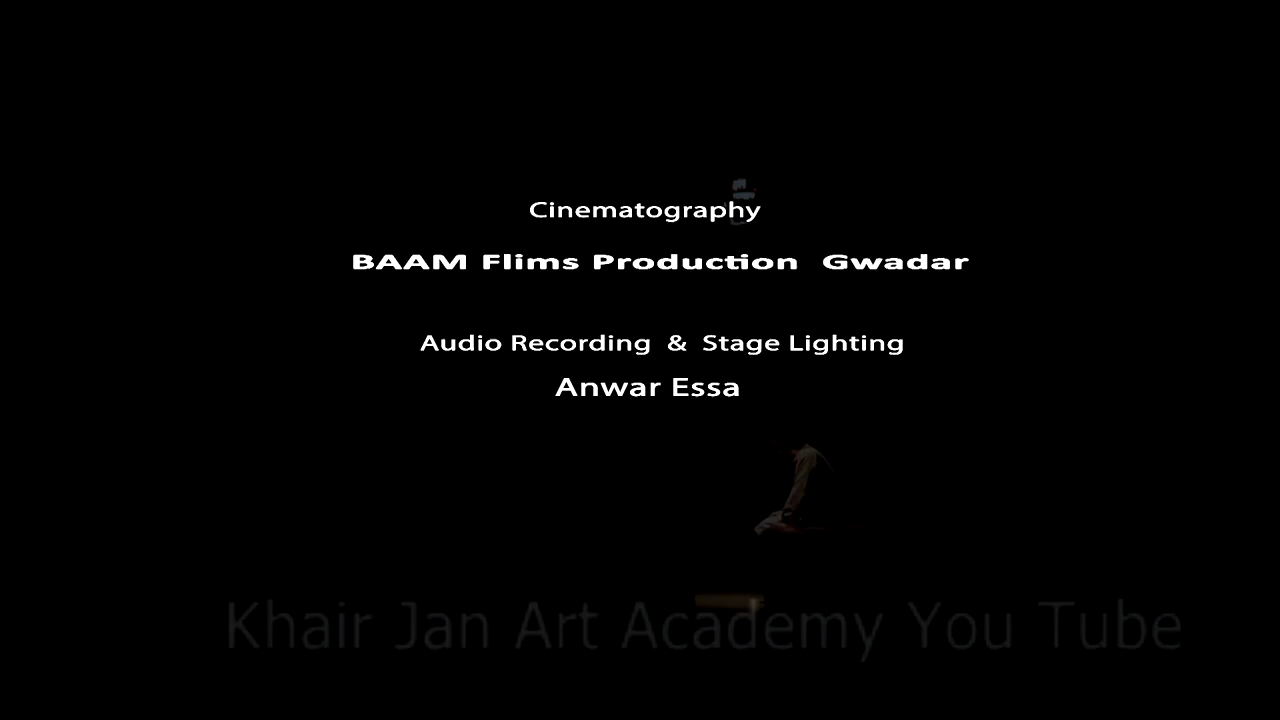 Cinematography
BAAM Flims Production Gwadar
Audio Recording & Stage Lighting
Anwar Essa
Khair Jan Art Academy You Tube